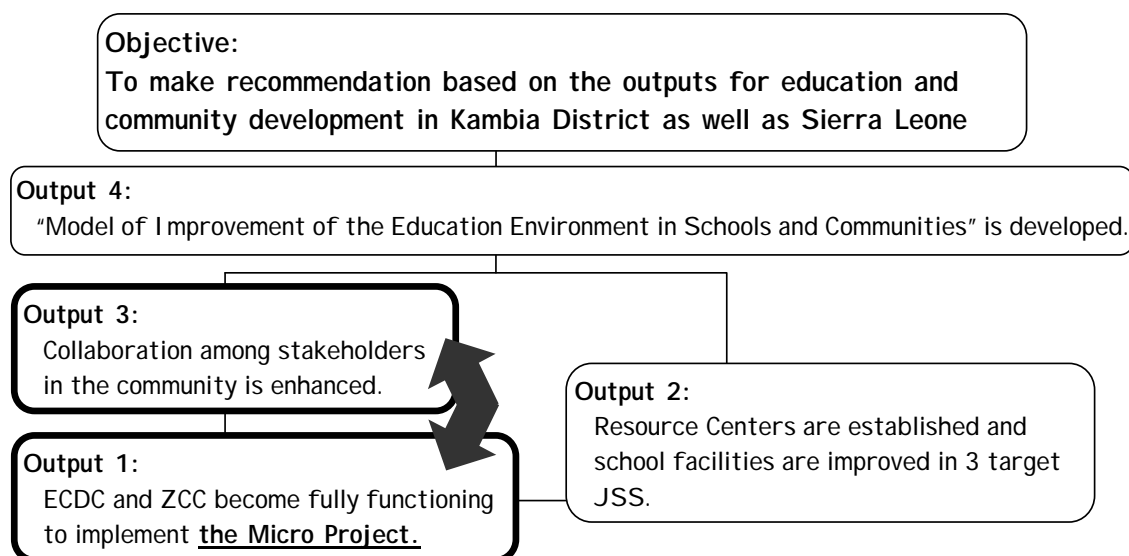 Objective:
To make recommendation based on the outputs for education and
community development in Kambia District as well as Sierra Leone
Output 4:
“Model of Improvement of the Education Environment in Schools and Communities” is developed.
Output 3:
Collaboration among stakeholders
in the community is enhanced.
Output 2:
Resource Centers are established and
school facilities are improved in 3 target
JSS.
Output 1:
ECDC and ZCC become fully functioning
to implement the Micro Project.